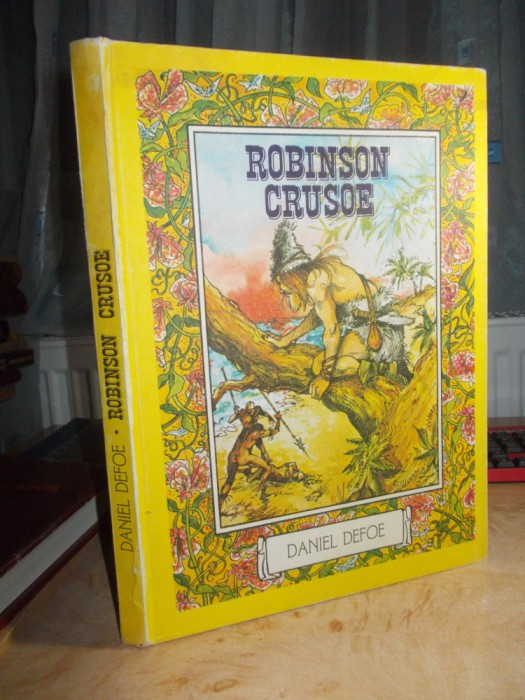 ROBINSON
CRUSOE
DANIEL DEFOE
DANIEL DEFOE • ROBINSON CRUSOE